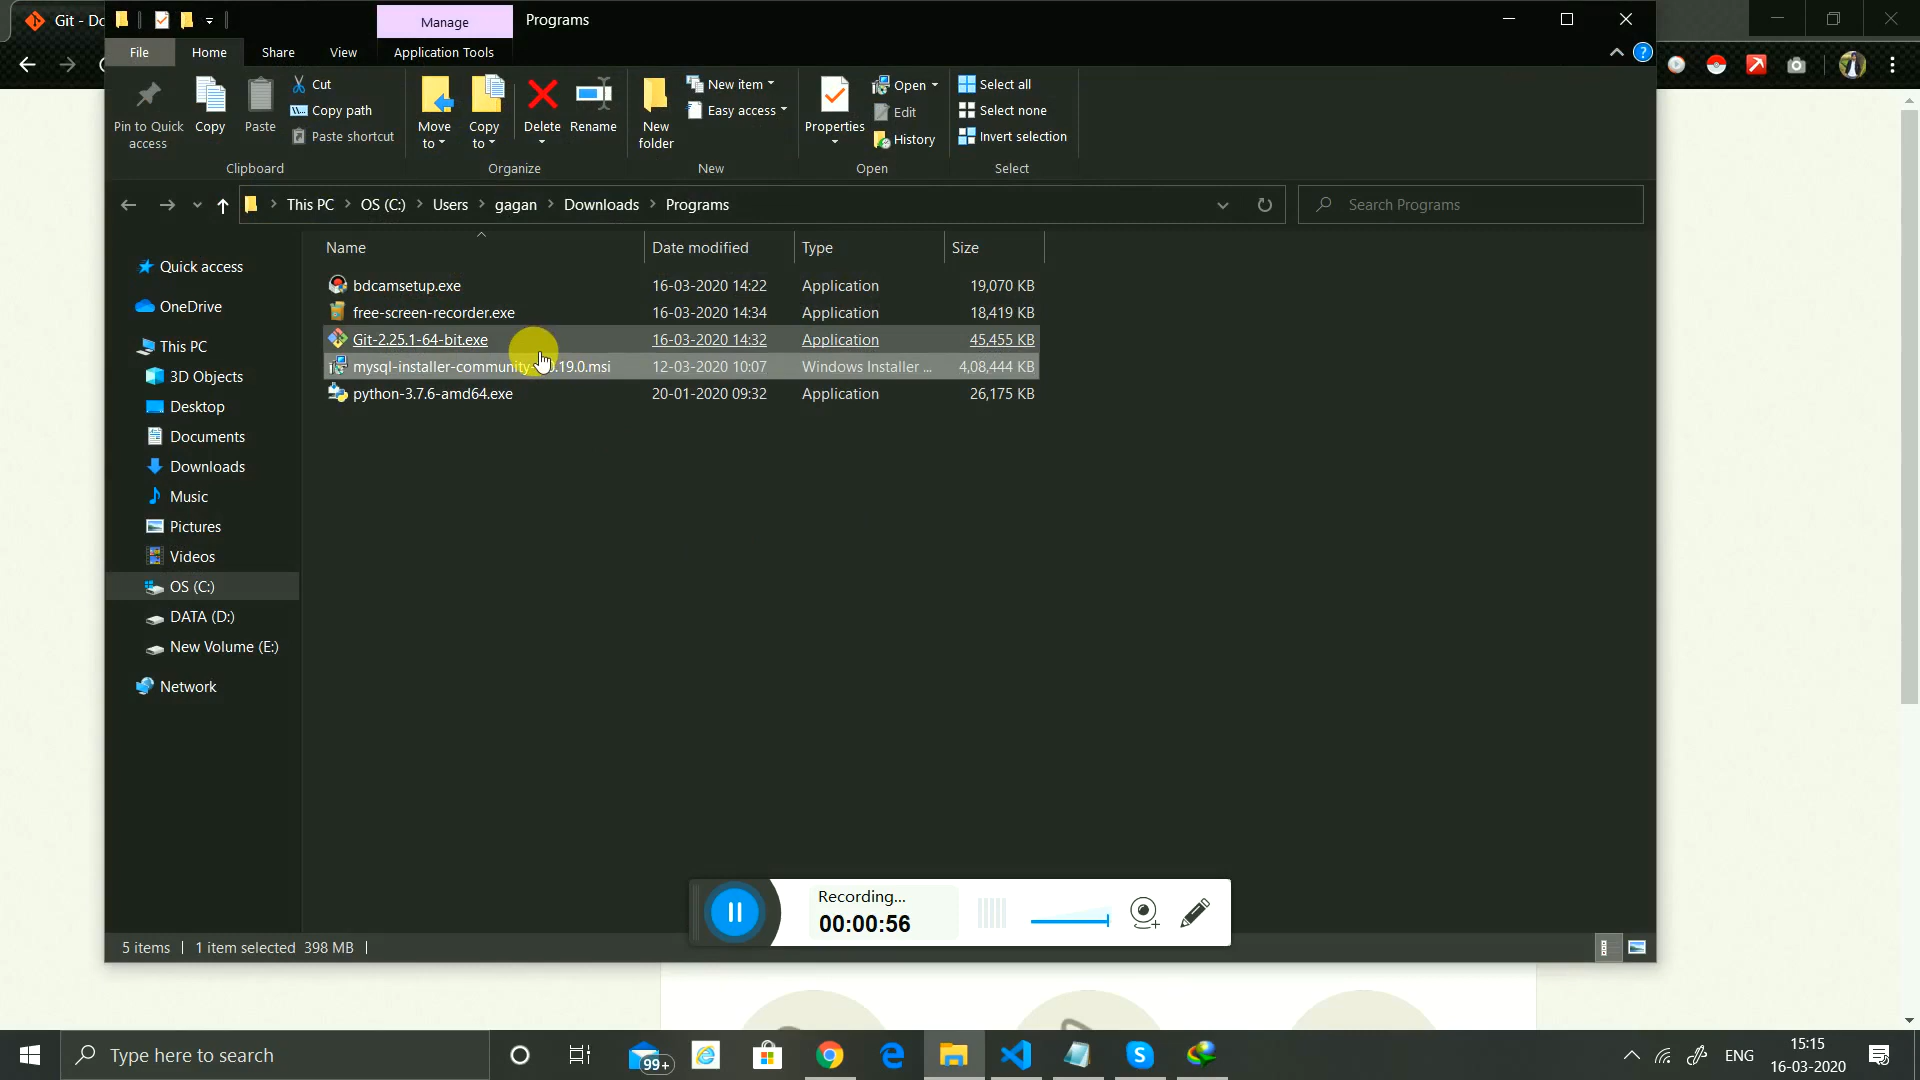 Git - Do
Manage
Programs
File
Home
Share
View
Application Tools
Pin to Quick
access
Copy
Paste
Cut
Copy path
Paste shortcut
Clipboard
Move
to
Copy
to
Delete
Rename
Organize
New
folder
New item
Easy access
New
Properties
Open
Edit
History
Open
Select all
Select none
Invert selection
Select
This PC > OS (C:) > Users > gagan > Downloads > Programs
Search Programs
Name Date modified Type Size
bdcamsetup.exe 16-03-2020 14:22 Application 19,070 KB
free-screen-recorder.exe 16-03-2020 14:34 Application 18,419 KB
Git-2.25.1-64-bit.exe 16-03-2020 14:32 Application 45,455 KB
mysql-installer-community- .19.0.msi 12-03-2020 10:07 Windows Installer ... 4,08,444 KB
python-3.7.6-amd64.exe 20-01-2020 09:32 Application 26,175 KB
Quick access
OneDrive
This PC
3D Objects
Desktop
Documents
Downloads
Music
Pictures
Videos
OS (C:)
DATA (D:)
New Volume (E:)
Network
Recording...
00:00:56
5 items 1 item selected 398 MB
Type here to search
99+
ENG
15:15
16-03-2020